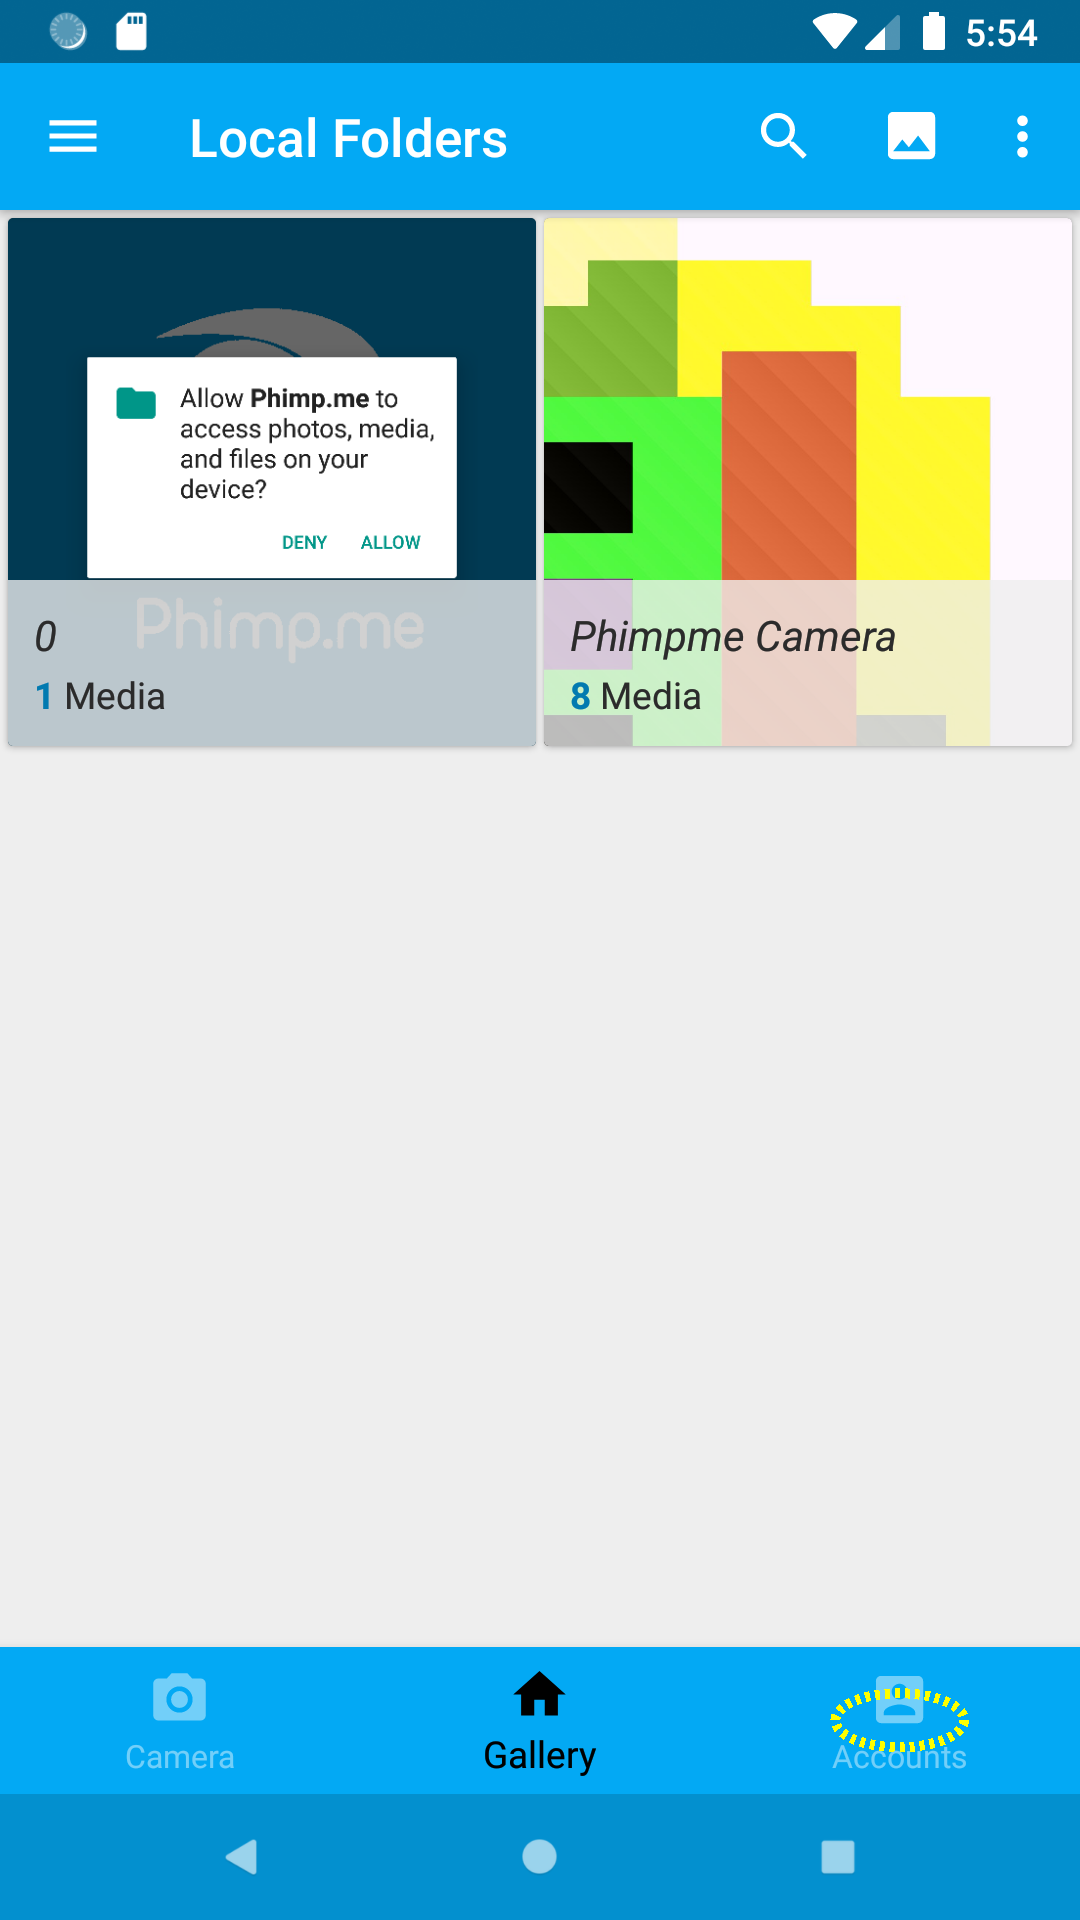 5:54
Local Folders
Allow Phimp.me to
access photos, media,
and files on your
device?
DENY ALLOW
Phimp.me
0
1 Media
Phimpme Camera
8 Media
Camera
Gallery
Accounts